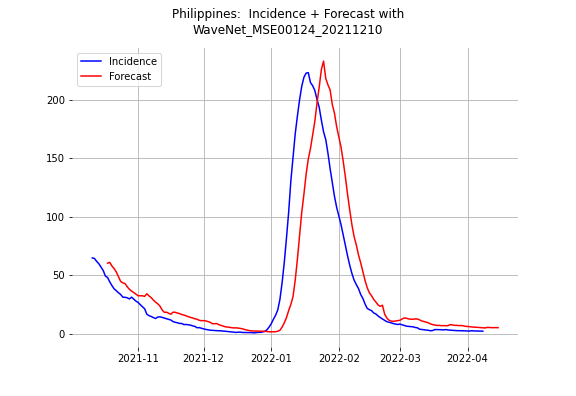 Philippines:  Incidence + Forecast with
WaveNet_MSE00124_20211210
Incidence
Forecast
200
150
100
50
0
2021-11
2021-12
2022-01
2022-02
2022-03
2022-04